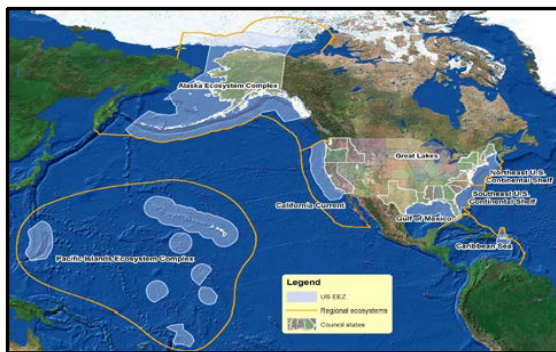 Alaska Ecosystem Complex
Great Lakes
Northeast U.S.
Continental Shelf
Southeast U.S.
Continental Shelf
California Current
Gulf of Mexico
Caribbean Sea
Pacific Islands Ecosystem Complex
Legend
US EEZ
Regional ecosystems
Council states